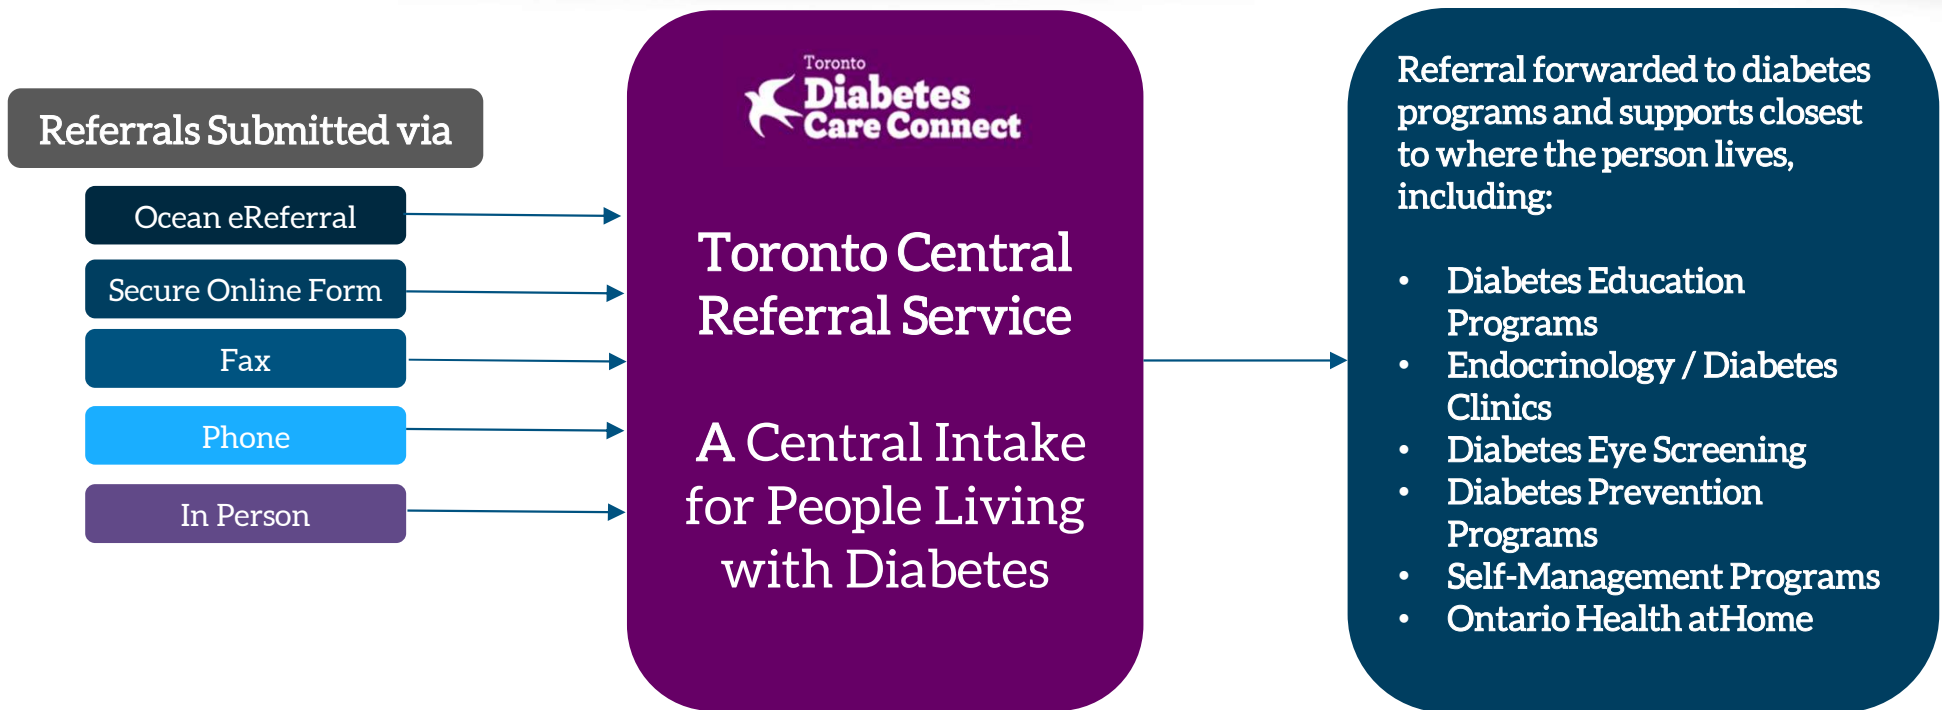 Referrals Submitted via
Ocean eReferral
Secure Online Form
Fax
Phone
In Person
Toronto
Diabetes
Care Connect
Toronto Central
Referral Service
A Central Intake
for People Living
with Diabetes
Referral forwarded to diabetes
programs and supports closest
to where the person lives,
including:
• Diabetes Education
Programs
• Endocrinology / Diabetes
Clinics
• Diabetes Eye Screening
• Diabetes Prevention
Programs
• Self-Management Programs
• Ontario Health atHome